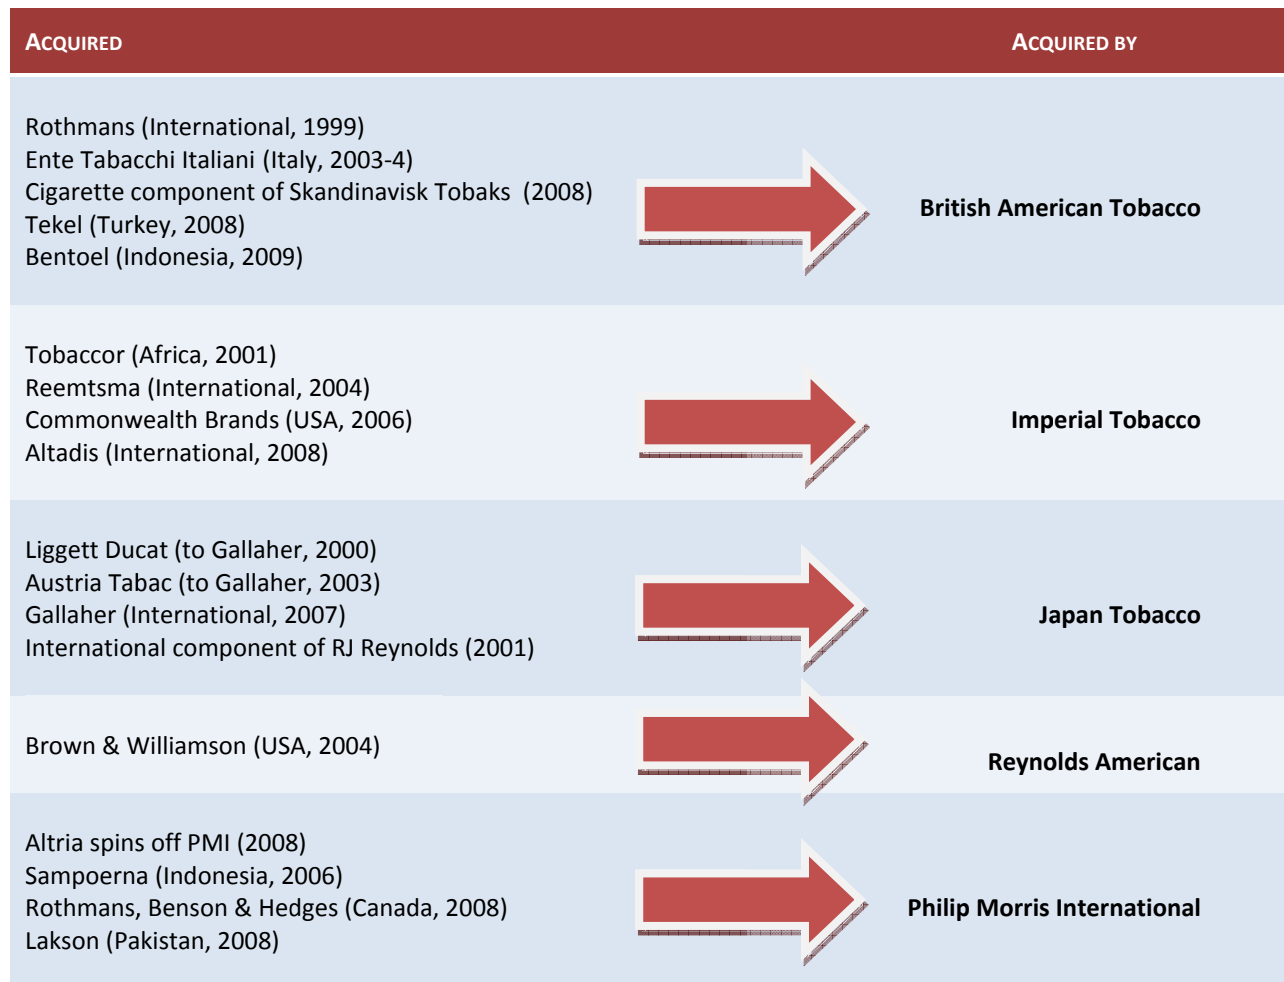 ACQUIRED ACQUIRED BY
Rothmans (International, 1999)
Ente Tabacchi Italiani (Italy, 2003-4)
Cigarette component of Skandinavisk Tobaks (2008)
Tekel (Turkey, 2008)
Bentoel (Indonesia, 2009)
British American Tobacco
Tobaccor (Africa, 2001)
Reemtsma (International, 2004)
Commonwealth Brands (USA, 2006)
Altadis (International, 2008)
Imperial Tobacco
Liggett Ducat (to Gallaher, 2000)
Austria Tabac (to Gallaher, 2003)
Gallaher (International, 2007)
International component of RJ Reynolds (2001)
Japan Tobacco
Brown & Williamson (USA, 2004)
Reynolds American
Altria spins off PMI (2008)
Sampoerna (Indonesia, 2006)
Rothmans, Benson & Hedges (Canada, 2008)
Lakson (Pakistan, 2008)
Philip Morris International